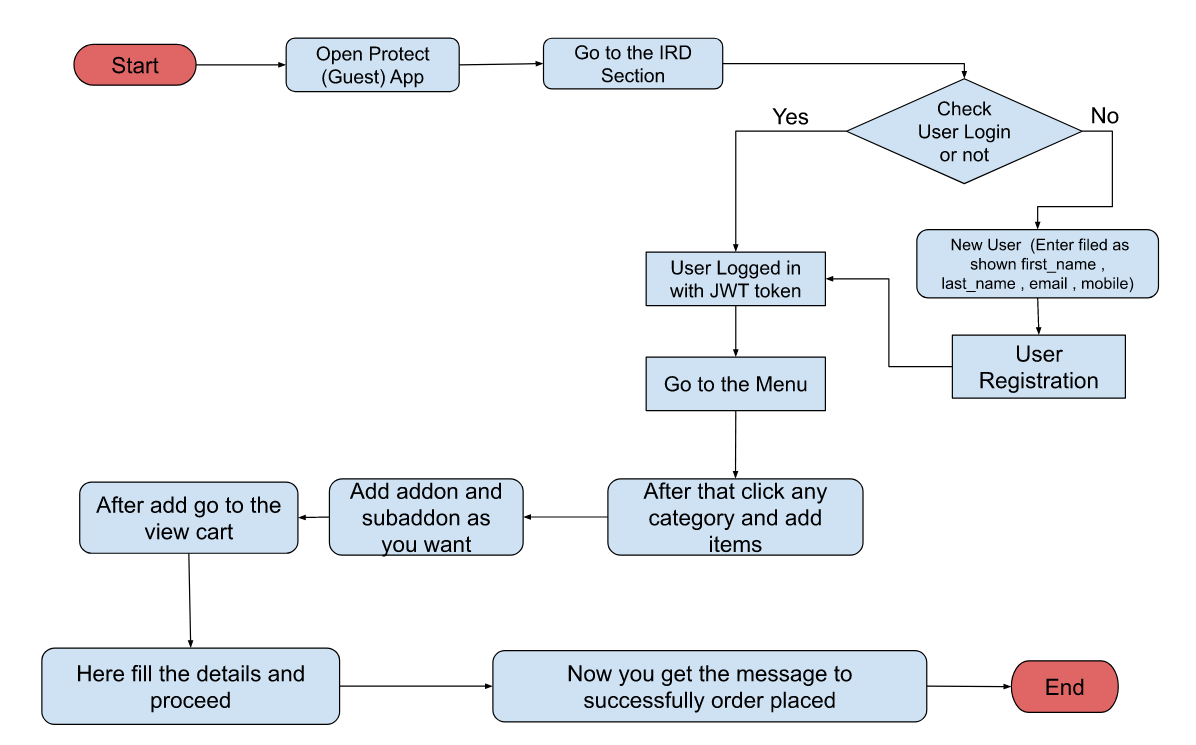 Start
Open Protect
(Guest) App
Go to the IRD
Section
Check
User Login
or not
Yes
No
New User (Enter filed as
shown first_name ,
last_name , email , mobile)
User Logged in
with JWT token
User
Registration
Go to the Menu
After that click any
category and add
items
Add addon and
subaddon as
you want
After add go to the
view cart
Here fill the details and
proceed
Now you get the message to
successfully order placed
End